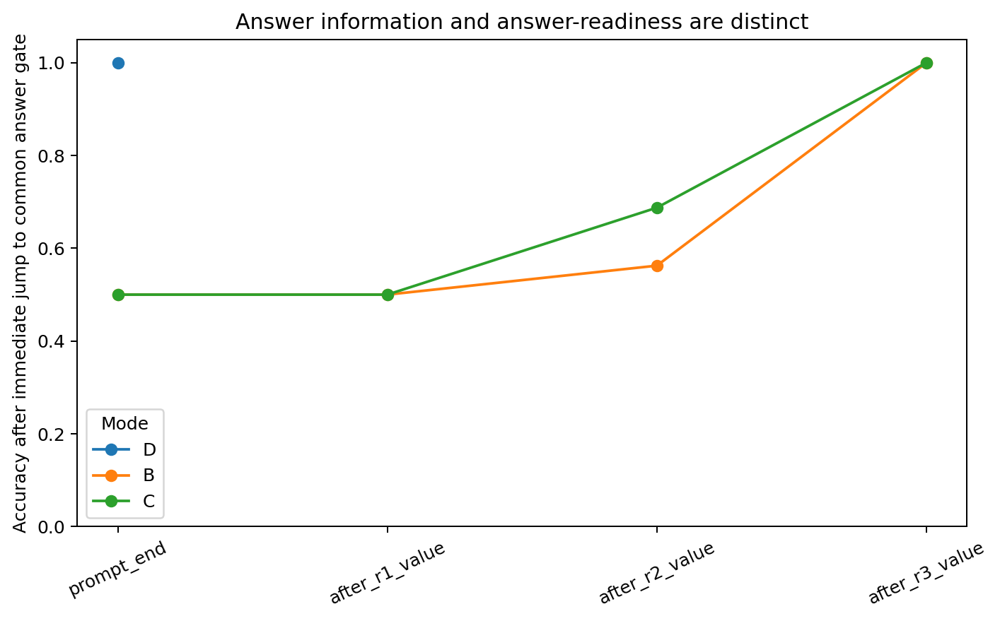 Answer information and answer-readiness are distinct
Accuracy after immediate jump to common answer gate
1.0
0.8
0.6
0.4
0.2
0.0
Mode
D
B
C
prompt_end
after_r1_value
after_r2_value
after_r3_value